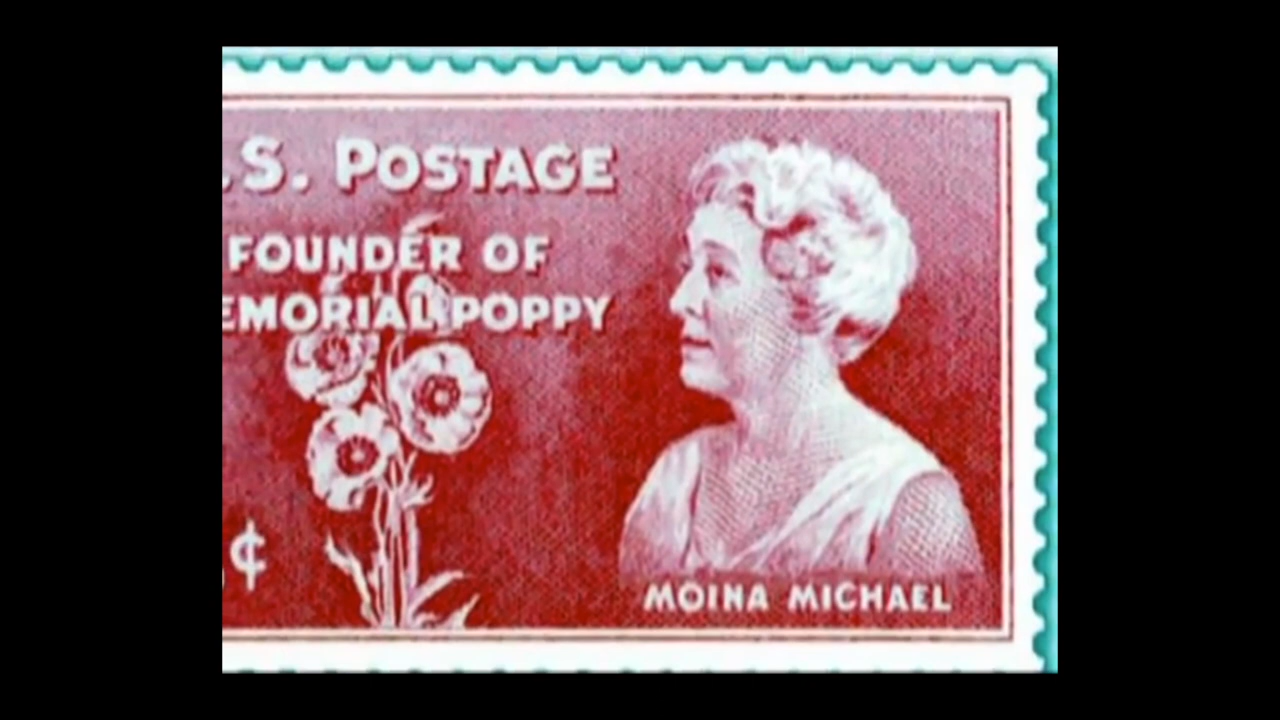 .S. POSTAGE
FOUNDER OF
EMORIAL POPPY
¢
MOINA MICHAEL